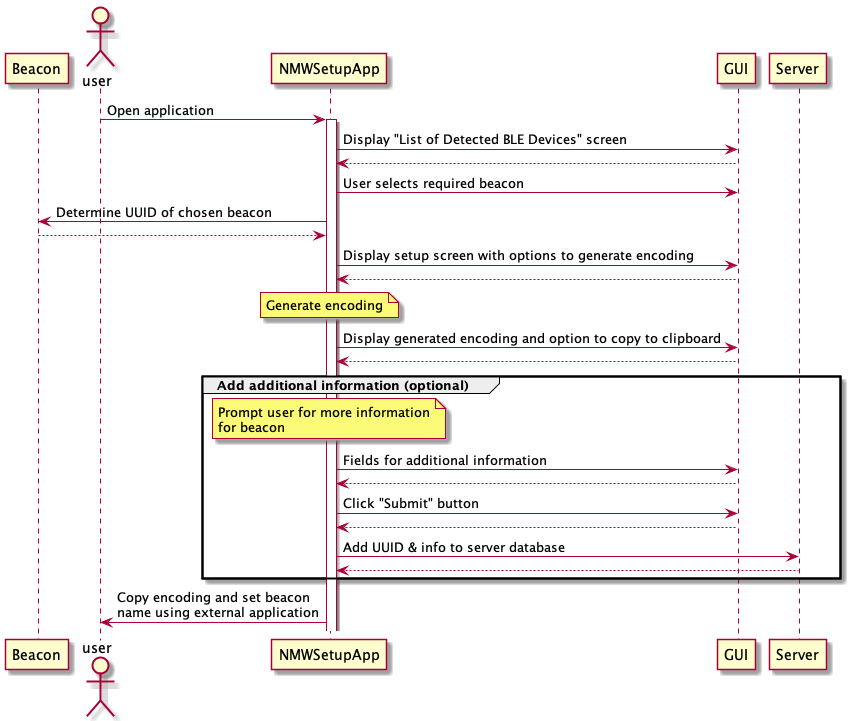 user
Beacon
NMWSetupApp
GUI
Server
Open application
Display "List of Detected BLE Devices" screen
User selects required beacon
Determine UUID of chosen beacon
Display setup screen with options to generate encoding
Generate encoding
Display generated encoding and option to copy to clipboard
Add additional information (optional)
Prompt user for more information
for beacon
Fields for additional information
Click "Submit" button
Add UUID & info to server database
Copy encoding and set beacon
name using external application
Beacon
user
NMWSetupApp
GUI
Server